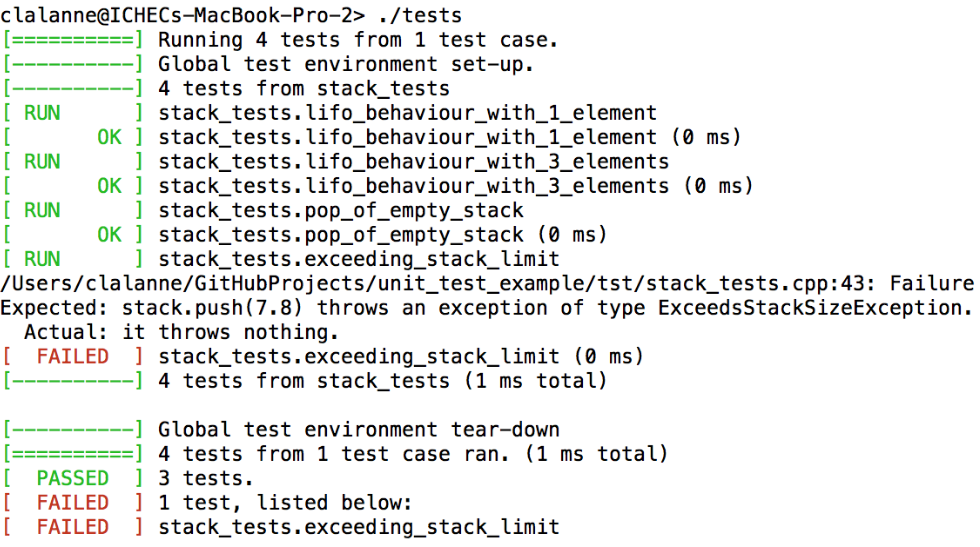 clalanne@ICHECs-MacBook-Pro-2> ./tests
[==========] Running 4 tests from 1 test case.
[----------] Global test environment set-up.
[----------] 4 tests from stack_tests
[ RUN      ] stack_tests.lifo_behaviour_with_1_element
[       OK ] stack_tests.lifo_behaviour_with_1_element (0 ms)
[ RUN      ] stack_tests.lifo_behaviour_with_3_elements
[       OK ] stack_tests.lifo_behaviour_with_3_elements (0 ms)
[ RUN      ] stack_tests.pop_of_empty_stack
[       OK ] stack_tests.pop_of_empty_stack (0 ms)
[ RUN      ] stack_tests.exceeding_stack_limit
/Users/clalanne/GitHubProjects/unit_test_example/tst/stack_tests.cpp:43: Failure
Expected: stack.push(7.8) throws an exception of type ExceedsStackSizeException.
  Actual: it throws nothing.
[  FAILED  ] stack_tests.exceeding_stack_limit (0 ms)
[----------] 4 tests from stack_tests (1 ms total)

[----------] Global test environment tear-down
[==========] 4 tests from 1 test case ran. (1 ms total)
[  PASSED  ] 3 tests.
[  FAILED  ] 1 test, listed below:
[  FAILED  ] stack_tests.exceeding_stack_limit